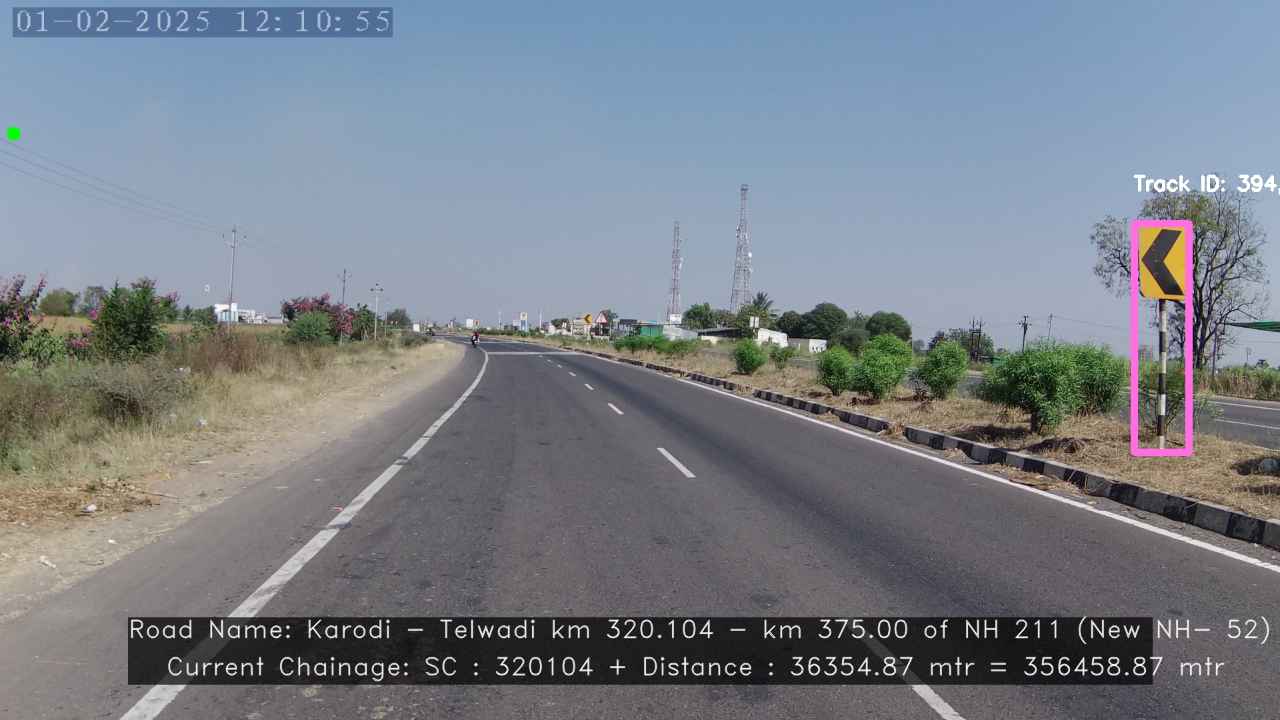 01-02-2025 12:10:55
Track ID: 394,
Road Name: Karodi - Telwadi km 320.104 - km 375.00 of NH 211 (New NH- 52)
Current Chainage: SC : 320104 + Distance : 36354.87 mtr = 356458.87 mtr